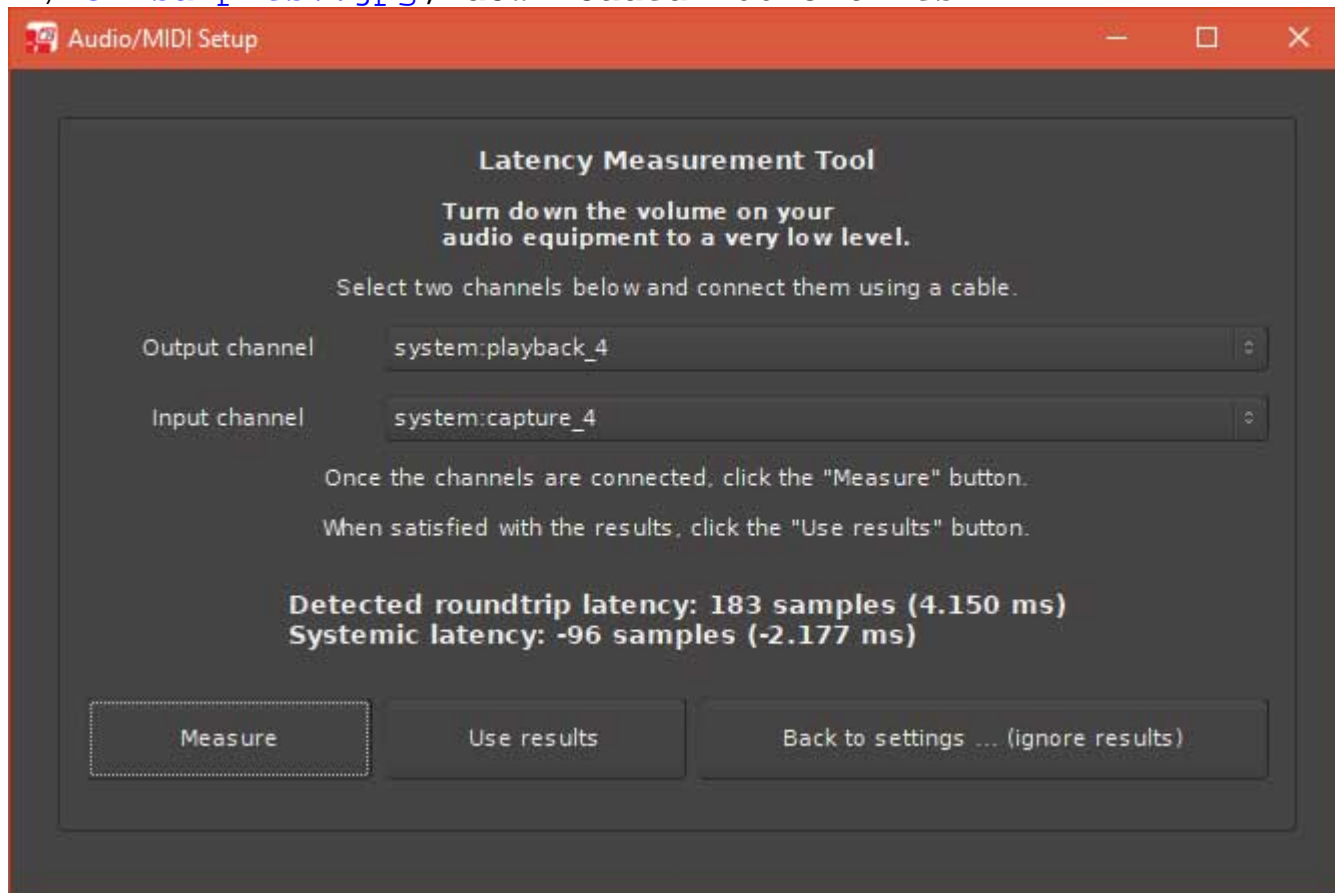 Audio/MIDI Setup
Latency Measurement Tool
Turn down the volume on your
audio equipment to a very low level.
Select two channels below and connect them using a cable.
Output channel system:playback_4
Input channel system:capture_4
Once the channels are connected, click the "Measure" button.
When satisfied with the results, click the "Use results" button.
Detected roundtrip latency: 183 samples (4.150 ms)
Systemic latency: -96 samples (-2.177 ms)
Measure Use results Back to settings ... (ignore results)